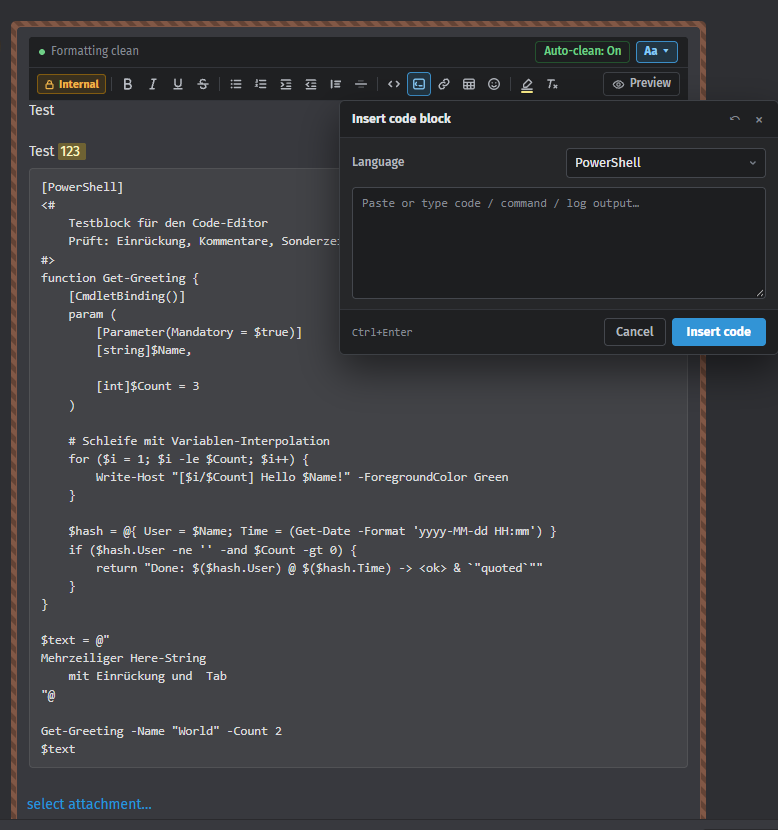 Formatting clean
Auto-clean: On
Aa
Internal
B I U S
Preview
Test
Test 123
Insert code block
Language
PowerShell
Paste or type code / command / log output…
Ctrl+Enter
Cancel
Insert code
[PowerShell]
<#
    Testblock für den Code-Editor
    Prüft: Einrückung, Kommentare,
#>
function Get-Greeting {
    [CmdletBinding()]
    param (
        [Parameter(Mandatory = $true)]
        [string]$Name,
        [int]$Count = 3
    )
    # Schleife mit Variablen-Interpolation
    for ($i = 1; $i -le $Count; $i++) {
        Write-Host "[$i/$Count] Hello $Name!" -ForegroundColor Green
    }
    $hash = @{ User = $Name; Time = (Get-Date -Format 'yyyy-MM-dd HH:mm') }
    if ($hash.User -ne '' -and $Count -gt 0) {
        return "Done: $($hash.User) @ $($hash.Time) -> <ok> & `"quoted`""
    }
}
$text = @"
Mehrzeiliger Here-String
    mit Einrückung und  Tab
"@
Get-Greeting -Name "World" -Count 2
$text
select attachment...